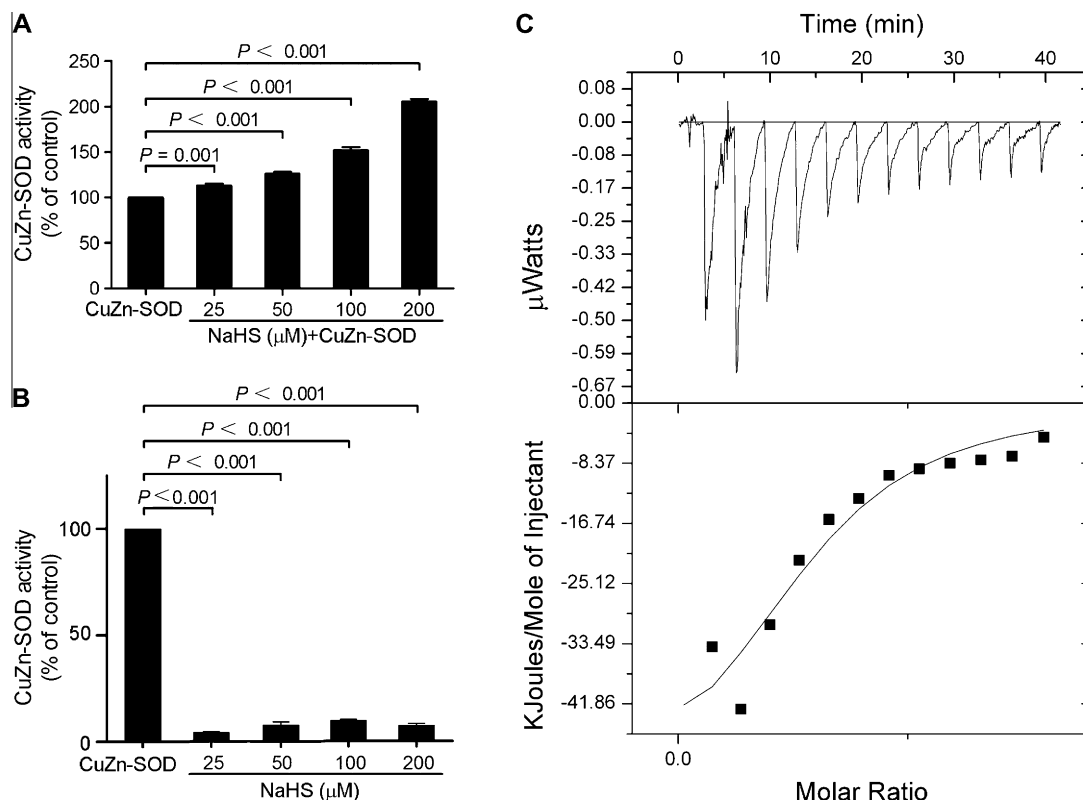 A
P < 0.001
P < 0.001
P < 0.001
P = 0.001
CuZn-SOD activity
(% of control)
250
200
150
100
50
0
CuZn-SOD 25 50 100 200
NaHS (μM)+CuZn-SOD
B
P < 0.001
P < 0.001
P < 0.001
P < 0.001
CuZn-SOD activity
(% of control)
100
50
0
CuZn-SOD 25 50 100 200
NaHS (μM)
C
Time (min)
0 10 20 30 40
μWatts
0.08
0.00
-0.08
-0.17
-0.25
-0.33
-0.42
-0.50
-0.59
-0.67
0.00
KJoules/Mole of Injectant
-8.37
-16.74
-25.12
-33.49
-41.86
0.0
Molar Ratio